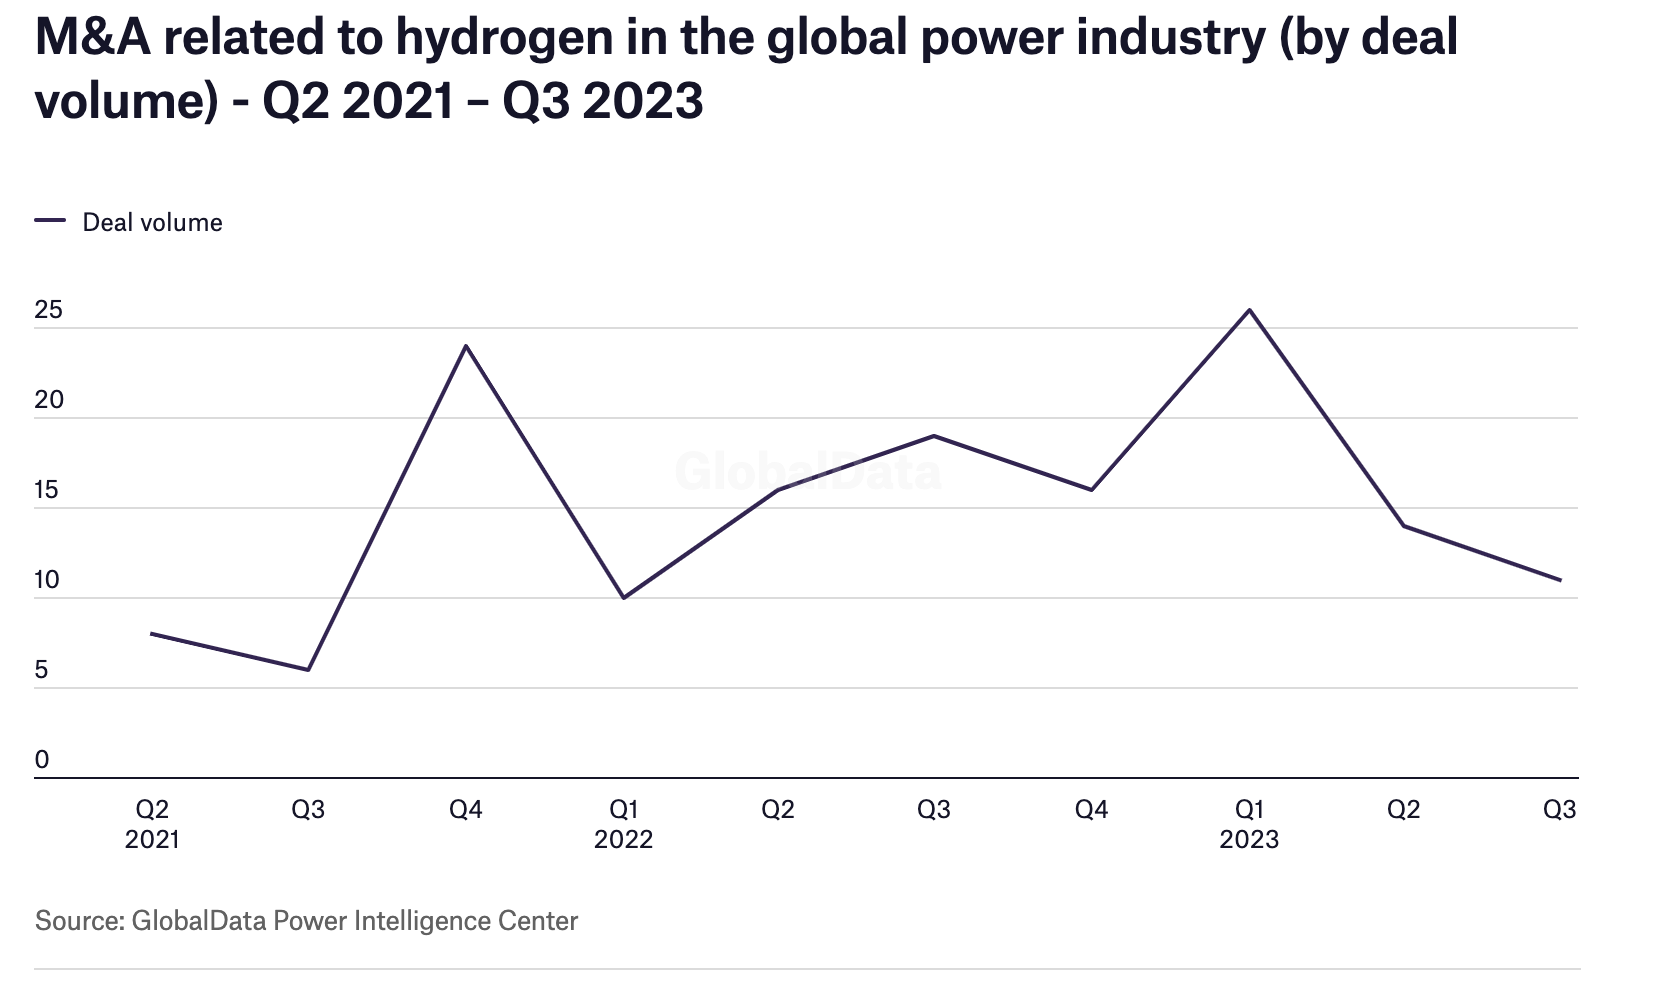 M&A related to hydrogen in the global power industry (by deal
volume) - Q2 2021 – Q3 2023
Deal volume
25
20
GlobalData
15
10
5
0
Q2 Q3 Q4 Q1 Q2 Q3 Q4 Q1 Q2 Q3
2021 2022 2023
Source: GlobalData Power Intelligence Center